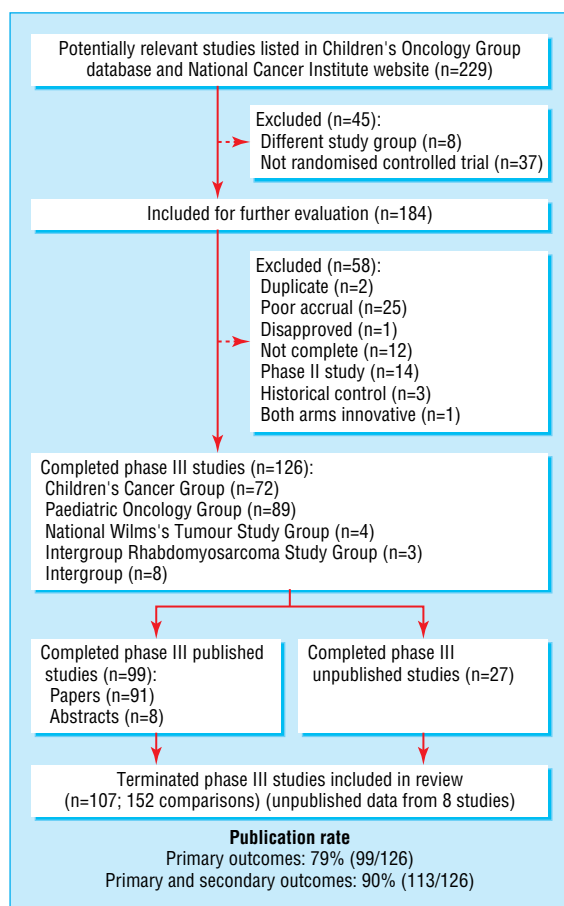 Potentially relevant studies listed in Children's Oncology Group
database and National Cancer Institute website (n=229)
Excluded (n=45):
Different study group (n=8)
Not randomised controlled trial (n=37)
Included for further evaluation (n=184)
Excluded (n=58):
Duplicate (n=2)
Poor accrual (n=25)
Disapproved (n=1)
Not complete (n=12)
Phase II study (n=14)
Historical control (n=3)
Both arms innovative (n=1)
Completed phase III studies (n=126):
Children's Cancer Group (n=72)
Paediatric Oncology Group (n=89)
National Wilms's Tumour Study Group (n=4)
Intergroup Rhabdomyosarcoma Study Group (n=3)
Intergroup (n=8)
Completed phase III published
studies (n=99):
Papers (n=91)
Abstracts (n=8)
Completed phase III
unpublished studies (n=27)
Terminated phase III studies included in review
(n=107; 152 comparisons) (unpublished data from 8 studies)
Publication rate
Primary outcomes: 79% (99/126)
Primary and secondary outcomes: 90% (113/126)